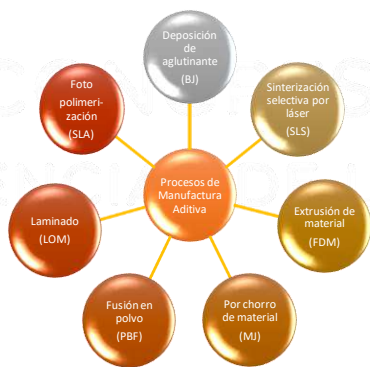 Deposición
de
aglutinante
(BJ)
Sinterización
selectiva por
láser
(SLS)
Extrusión de
material
(FDM)
Por chorro
de material
(MJ)
Fusión en
polvo
(PBF)
Laminado
(LOM)
Foto
polimeri-
zación
(SLA)
Procesos de
Manufactura
Aditiva